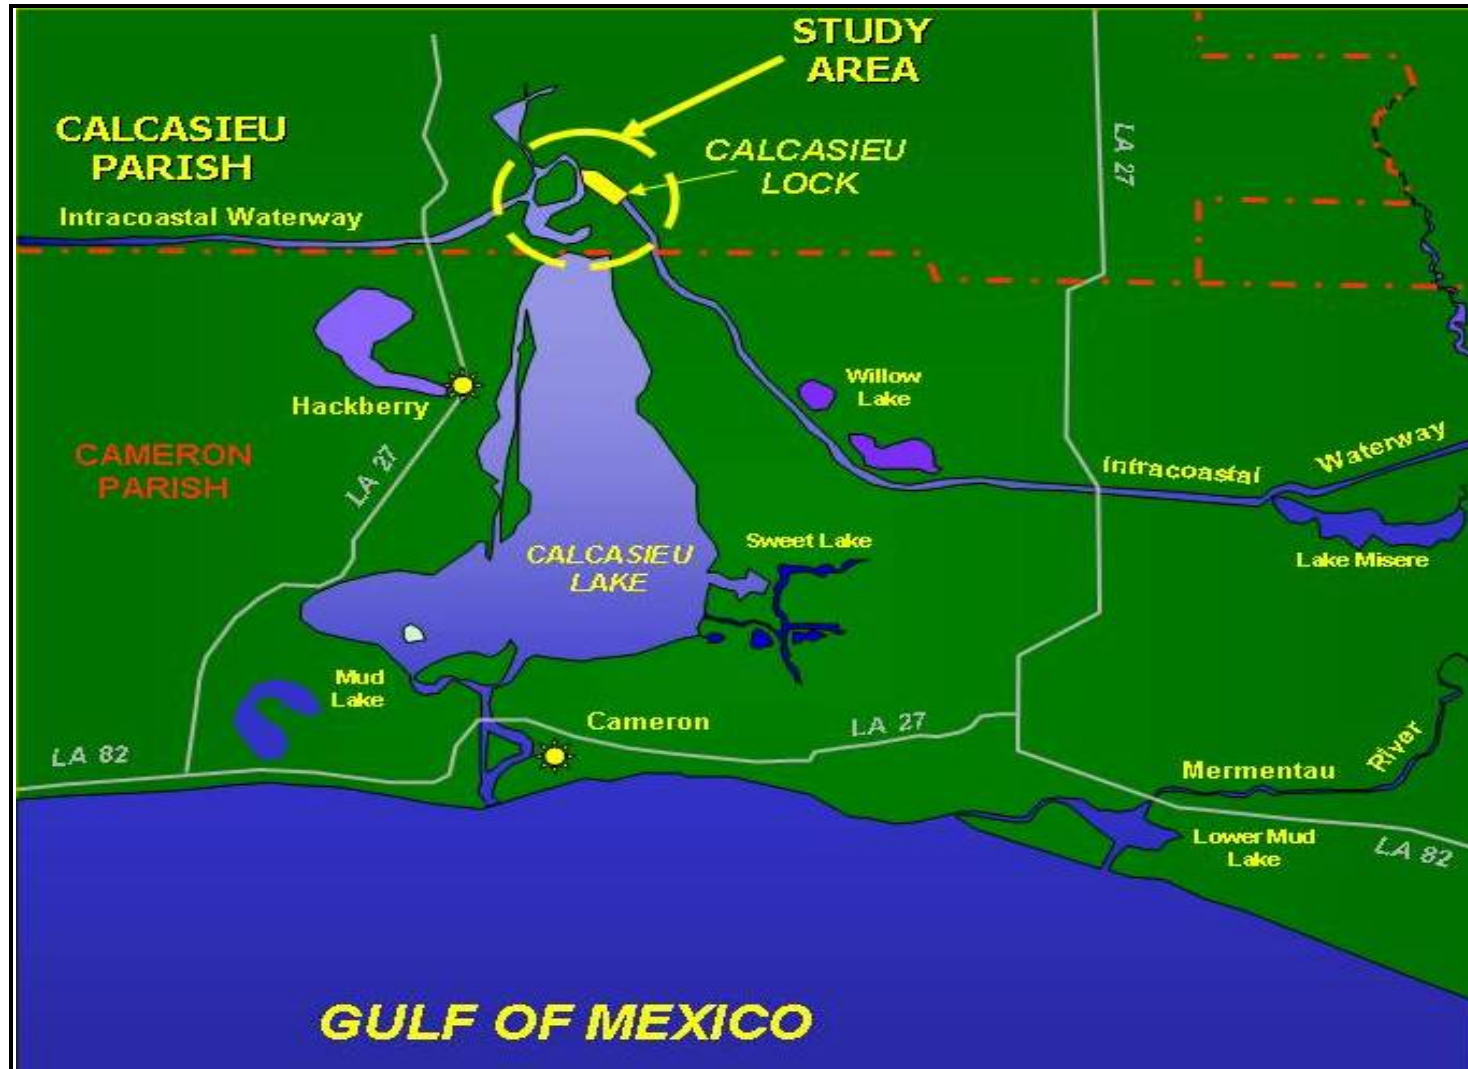 STUDY
AREA
CALCASIEU
PARISH
CALCASIEU
LOCK
LA 27
Intracoastal Waterway
Willow
Lake
Hackberry
CAMERON
PARISH
LA 27
Intracoastal Waterway
Sweet Lake
CALCASIEU
LAKE
Lake Misere
Mud
Lake
Cameron
LA 27
LA 82
Mermentau River
Lower Mud
Lake
LA 82
GULF OF MEXICO